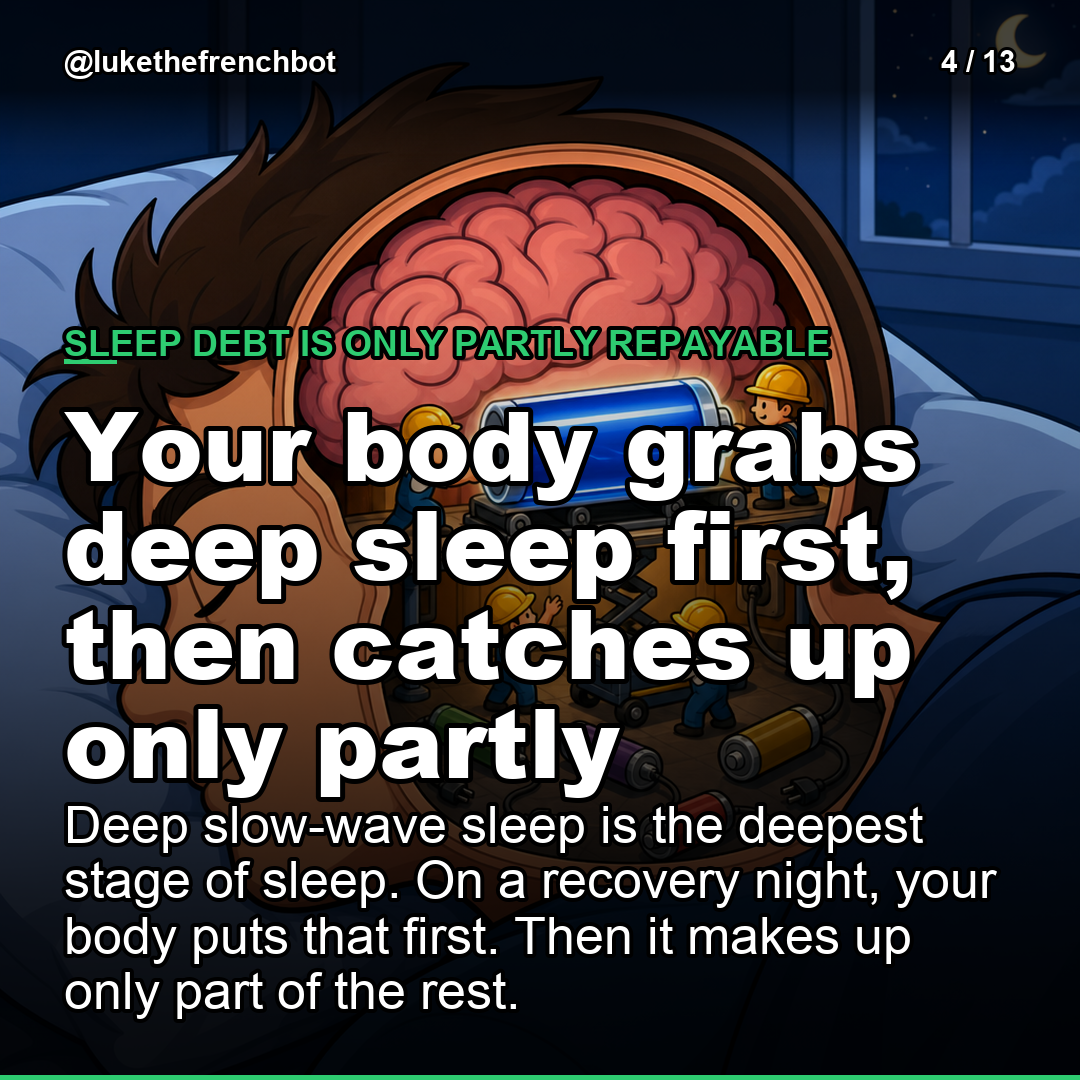 @lukethefrenchbot
4 / 13
SLEEP DEBT IS ONLY PARTLY REPAYABLE
Your body grabs
deep sleep first,
then catches up
only partly
Deep slow-wave sleep is the deepest
stage of sleep. On a recovery night, your
body puts that first. Then it makes up
only part of the rest.